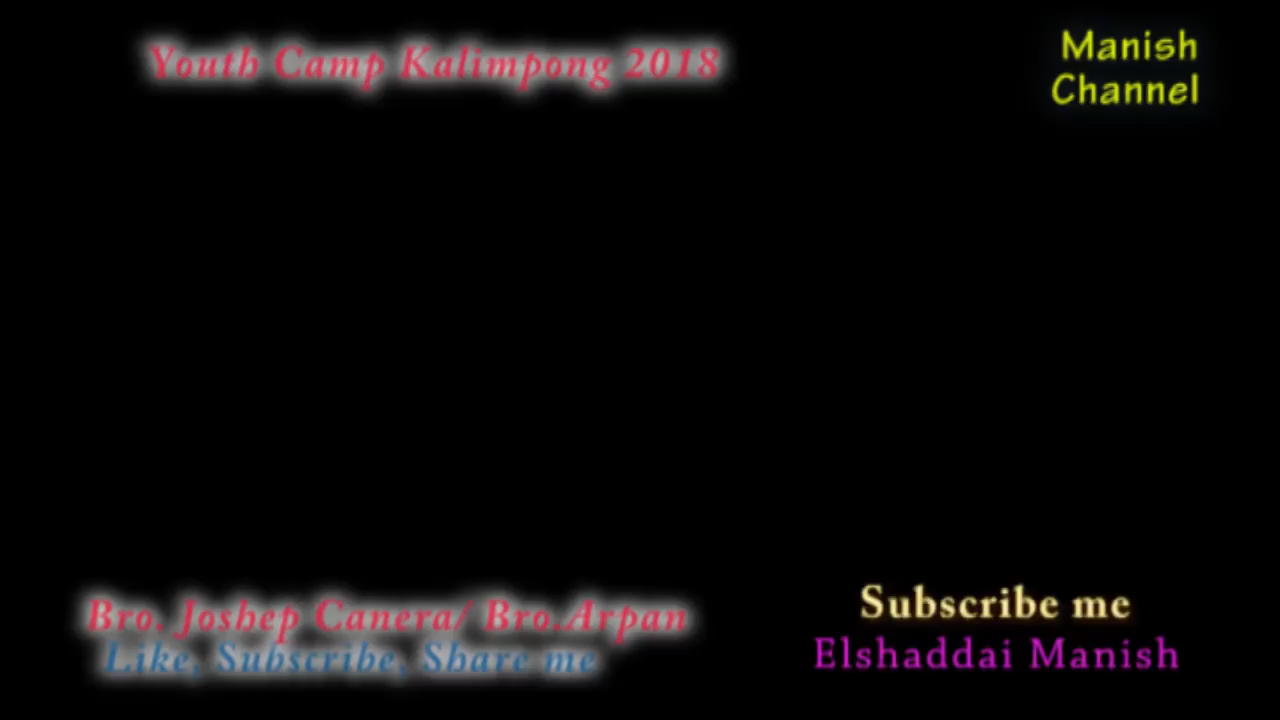 Youth Camp Kalimpong 2018
Manish
Channel
Bro. Joshep Canera/ Bro.Arpan
Like, Subscribe, Share me
Subscribe me
Elshaddai Manish